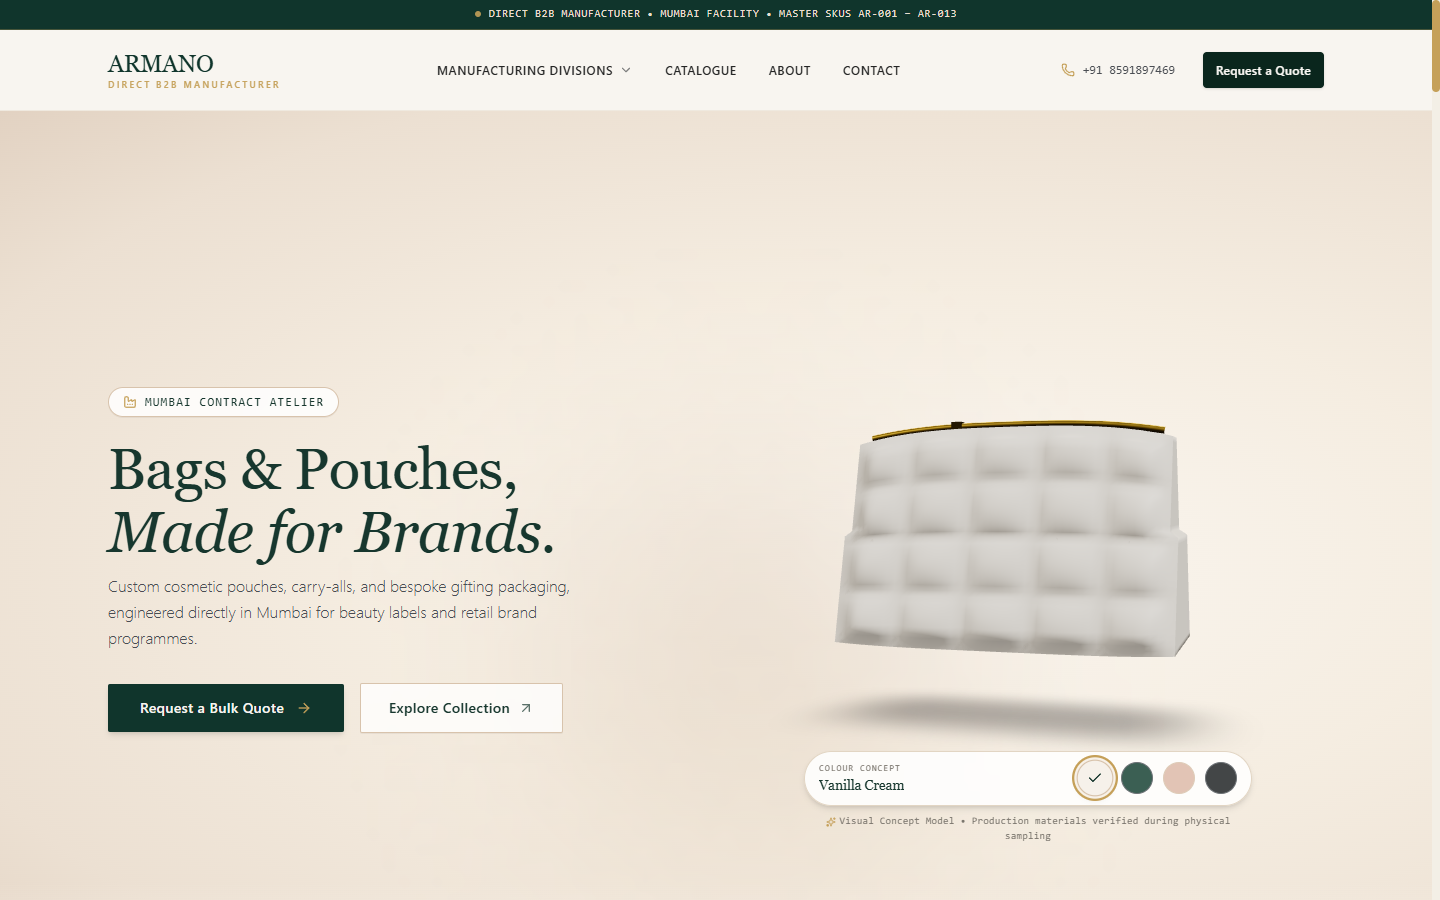 DIRECT B2B MANUFACTURER • MUMBAI FACILITY • MASTER SKUS AR-001 – AR-013
ARMANO
DIRECT B2B MANUFACTURER
MANUFACTURING DIVISIONS
CATALOGUE
ABOUT
CONTACT
+91 8591897469
Request a Quote
MUMBAI CONTRACT ATELIER
Bags & Pouches,
Made for Brands.
Custom cosmetic pouches, carry-alls, and bespoke gifting packaging,
engineered directly in Mumbai for beauty labels and retail brand
programmes.
Request a Bulk Quote
Explore Collection
COLOUR CONCEPT
Vanilla Cream
Visual Concept Model • Production materials verified during physical
sampling